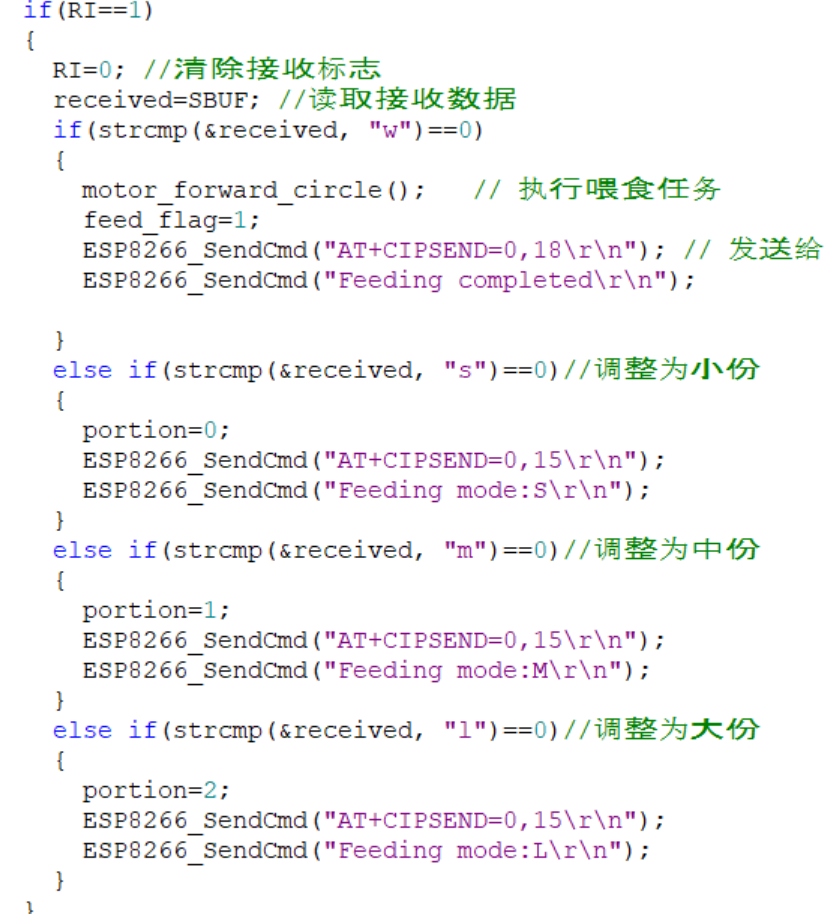 if(RI==1)
{
RI=0; //清除接收标志
received=SBUF; //读取接收数据
if(strcmp(&received, "w")==0)
{
motor_forward_circle(); // 执行喂食任务
feed_flag=1;
ESP8266_SendCmd("AT+CIPSEND=0,18\r\n"); // 发送给
ESP8266_SendCmd("Feeding completed\r\n");
}
else if(strcmp(&received, "s")==0)//调整为小份
{
portion=0;
ESP8266_SendCmd("AT+CIPSEND=0,15\r\n");
ESP8266_SendCmd("Feeding mode:S\r\n");
}
else if(strcmp(&received, "m")==0)//调整为中份
{
portion=1;
ESP8266_SendCmd("AT+CIPSEND=0,15\r\n");
ESP8266_SendCmd("Feeding mode:M\r\n");
}
else if(strcmp(&received, "l")==0)//调整为大份
{
portion=2;
ESP8266_SendCmd("AT+CIPSEND=0,15\r\n");
ESP8266_SendCmd("Feeding mode:L\r\n");
}
}